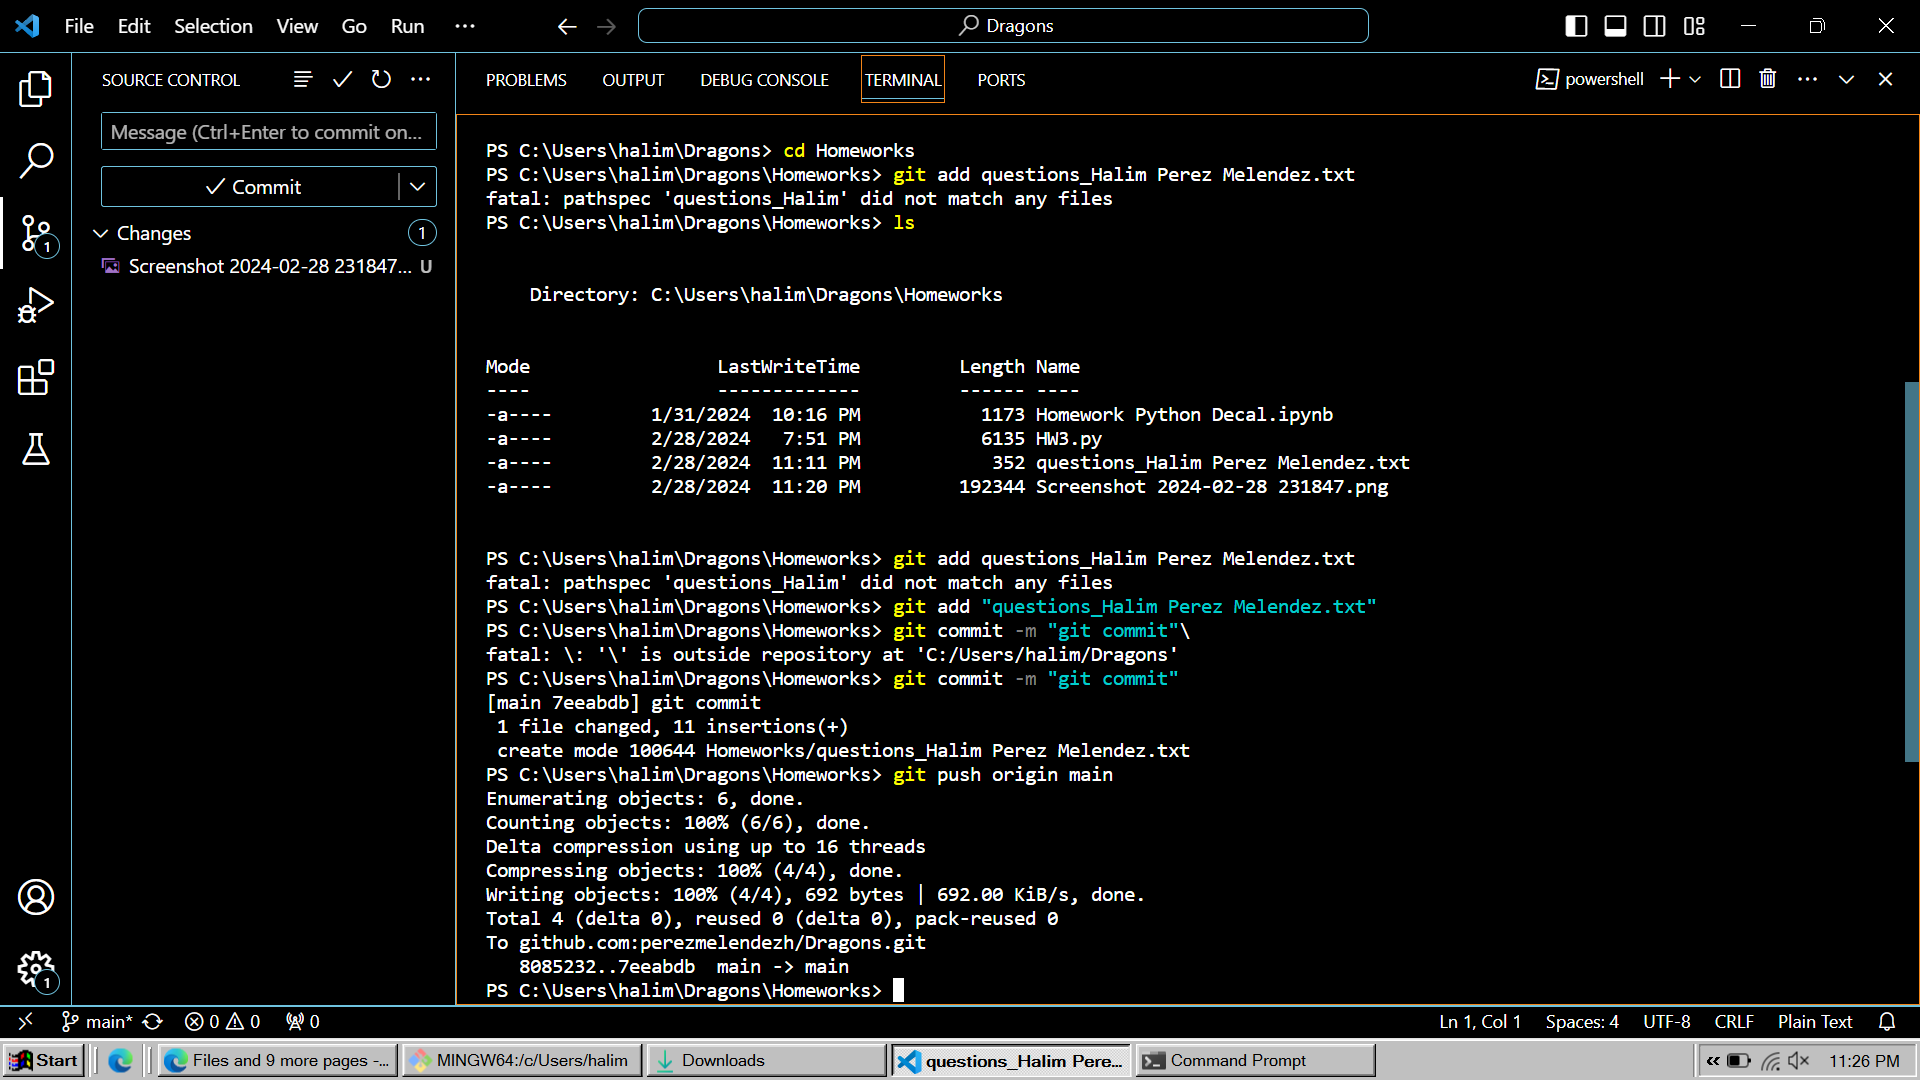 File Edit Selection View Go Run ··· Dragons
SOURCE CONTROL
Message (Ctrl+Enter to commit on...
Commit
Changes 1
Screenshot 2024-02-28 231847... U
1
1
PROBLEMS OUTPUT DEBUG CONSOLE TERMINAL PORTS powershell
PS C:\Users\halim\Dragons> cd Homeworks
PS C:\Users\halim\Dragons\Homeworks> git add questions_Halim Perez Melendez.txt
fatal: pathspec 'questions_Halim' did not match any files
PS C:\Users\halim\Dragons\Homeworks> ls
Directory: C:\Users\halim\Dragons\Homeworks
Mode LastWriteTime Length Name
---- ------------- ------ ----
-a---- 1/31/2024 10:16 PM 1173 Homework Python Decal.ipynb
-a---- 2/28/2024 7:51 PM 6135 HW3.py
-a---- 2/28/2024 11:11 PM 352 questions_Halim Perez Melendez.txt
-a---- 2/28/2024 11:20 PM 192344 Screenshot 2024-02-28 231847.png
PS C:\Users\halim\Dragons\Homeworks> git add questions_Halim Perez Melendez.txt
fatal: pathspec 'questions_Halim' did not match any files
PS C:\Users\halim\Dragons\Homeworks> git add "questions_Halim Perez Melendez.txt"
PS C:\Users\halim\Dragons\Homeworks> git commit -m "git commit"\
fatal: \: '\' is outside repository at 'C:/Users/halim/Dragons'
PS C:\Users\halim\Dragons\Homeworks> git commit -m "git commit"
[main 7eeabdb] git commit
1 file changed, 11 insertions(+)
create mode 100644 Homeworks/questions_Halim Perez Melendez.txt
PS C:\Users\halim\Dragons\Homeworks> git push origin main
Enumerating objects: 6, done.
Counting objects: 100% (6/6), done.
Delta compression using up to 16 threads
Compressing objects: 100% (4/4), done.
Writing objects: 100% (4/4), 692 bytes | 692.00 KiB/s, done.
Total 4 (delta 0), reused 0 (delta 0), pack-reused 0
To github.com:perezmelendezh/Dragons.git
8085232..7eeabdb main -> main
PS C:\Users\halim\Dragons\Homeworks>
main* 0 0 0 Ln 1, Col 1 Spaces: 4 UTF-8 CRLF Plain Text
Start Files and 9 more pages -... MINGW64:/c/Users/halim Downloads questions_Halim Pere... Command Prompt « 11:26 PM